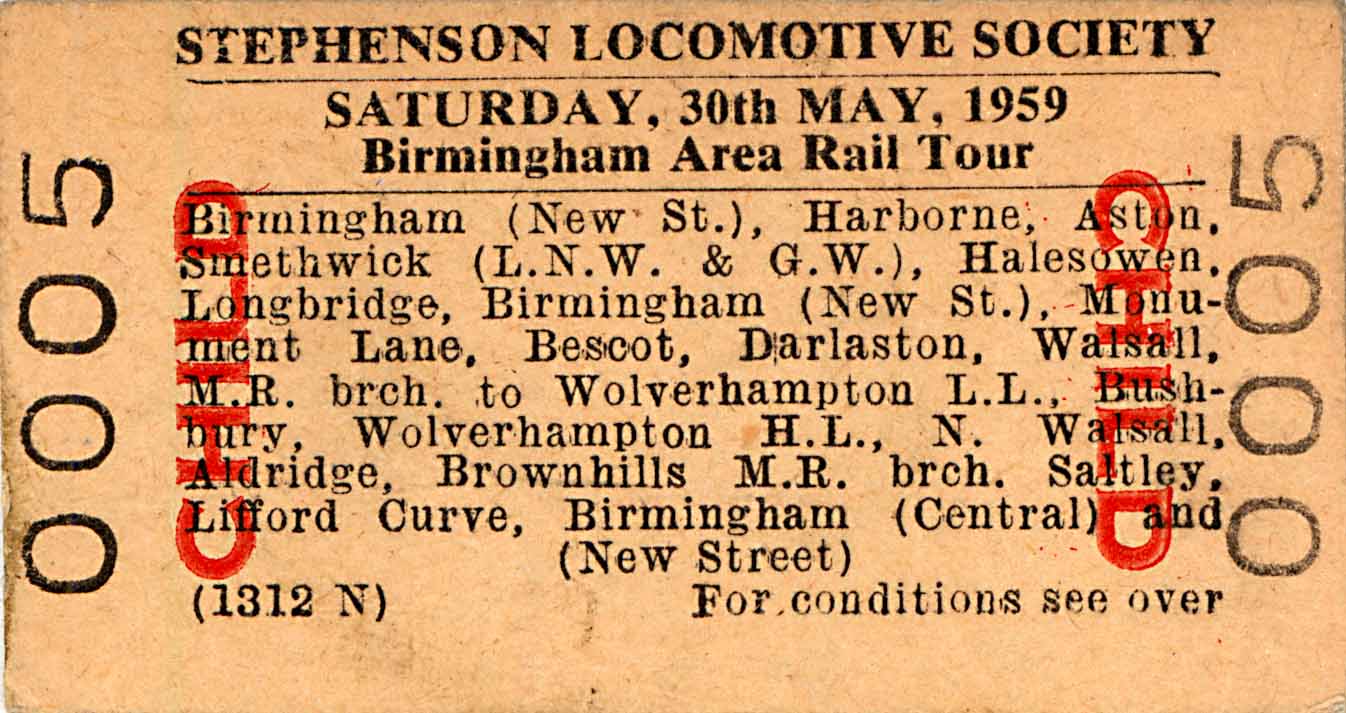 STEPHENSON LOCOMOTIVE SOCIETY
SATURDAY, 30th MAY, 1959
Birmingham Area Rail Tour
Birmingham (New St.), Harborne, Aston,
Smethwick (L.N.W. & G.W.), Halesowen,
Longbridge, Birmingham (New St.), Monu-
ment Lane, Bescot, Darlaston, Walsall,
M.R. brch. to Wolverhampton L.L., Bush-
bury, Wolverhampton H.L., N. Walsall,
Aldridge, Brownhills M.R. brch. Saltley,
Lifford Curve, Birmingham (Central) and
(New Street)
(1312 N) For conditions see over
0005
0005
CHILD
CHILD